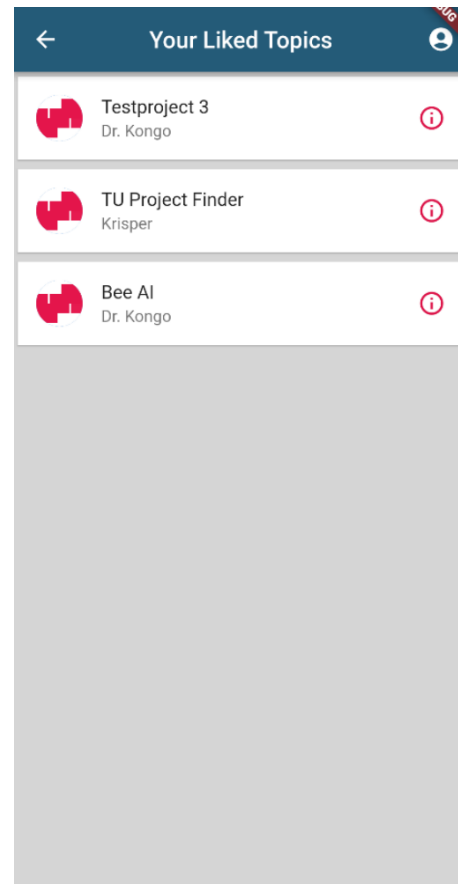 Your Liked Topics
Testproject 3
Dr. Kongo
TU Project Finder
Krisper
Bee AI
Dr. Kongo